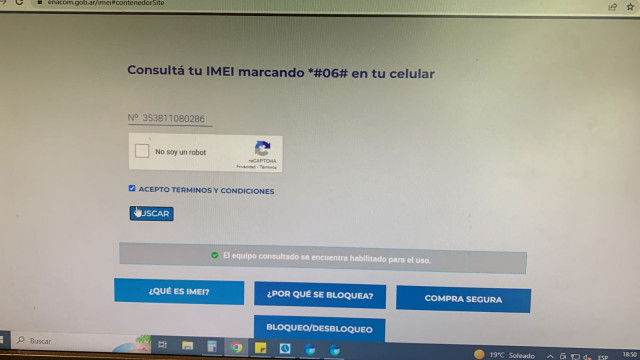 enacom.gob.ar/imei#contenedorSite
Consultá tu IMEI marcando *#06# en tu celular
Nº 353811080286
No soy un robot
reCAPTCHA
Privacidad - Términos
ACEPTO TERMINOS Y CONDICIONES
BUSCAR
El equipo consultado se encuentra habilitado para el uso.
¿QUÉ ES IMEI?
¿POR QUÉ SE BLOQUEA?
COMPRA SEGURA
BLOQUEO/DESBLOQUEO
Buscar
19°C Soleado
ESP
18:50